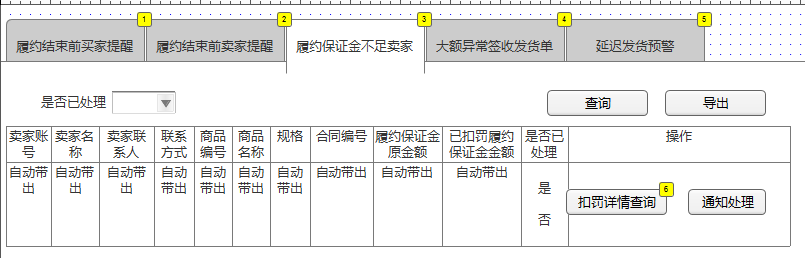 1 2 3 4 5
履约结束前买家提醒 履约结束前卖家提醒 履约保证金不足卖家 大额异常签收发货单 延迟发货预警
是否已处理 查询 导出
卖家账号 卖家名称 卖家联系人 联系方式 商品编号 商品名称 规格 合同编号 履约保证金原金额 已扣罚履约保证金金额 是否已处理 操作
自动带出 自动带出 自动带出 自动带出 自动带出 自动带出 自动带出 自动带出 自动带出 自动带出 是 否 扣罚详情查询 6 通知处理